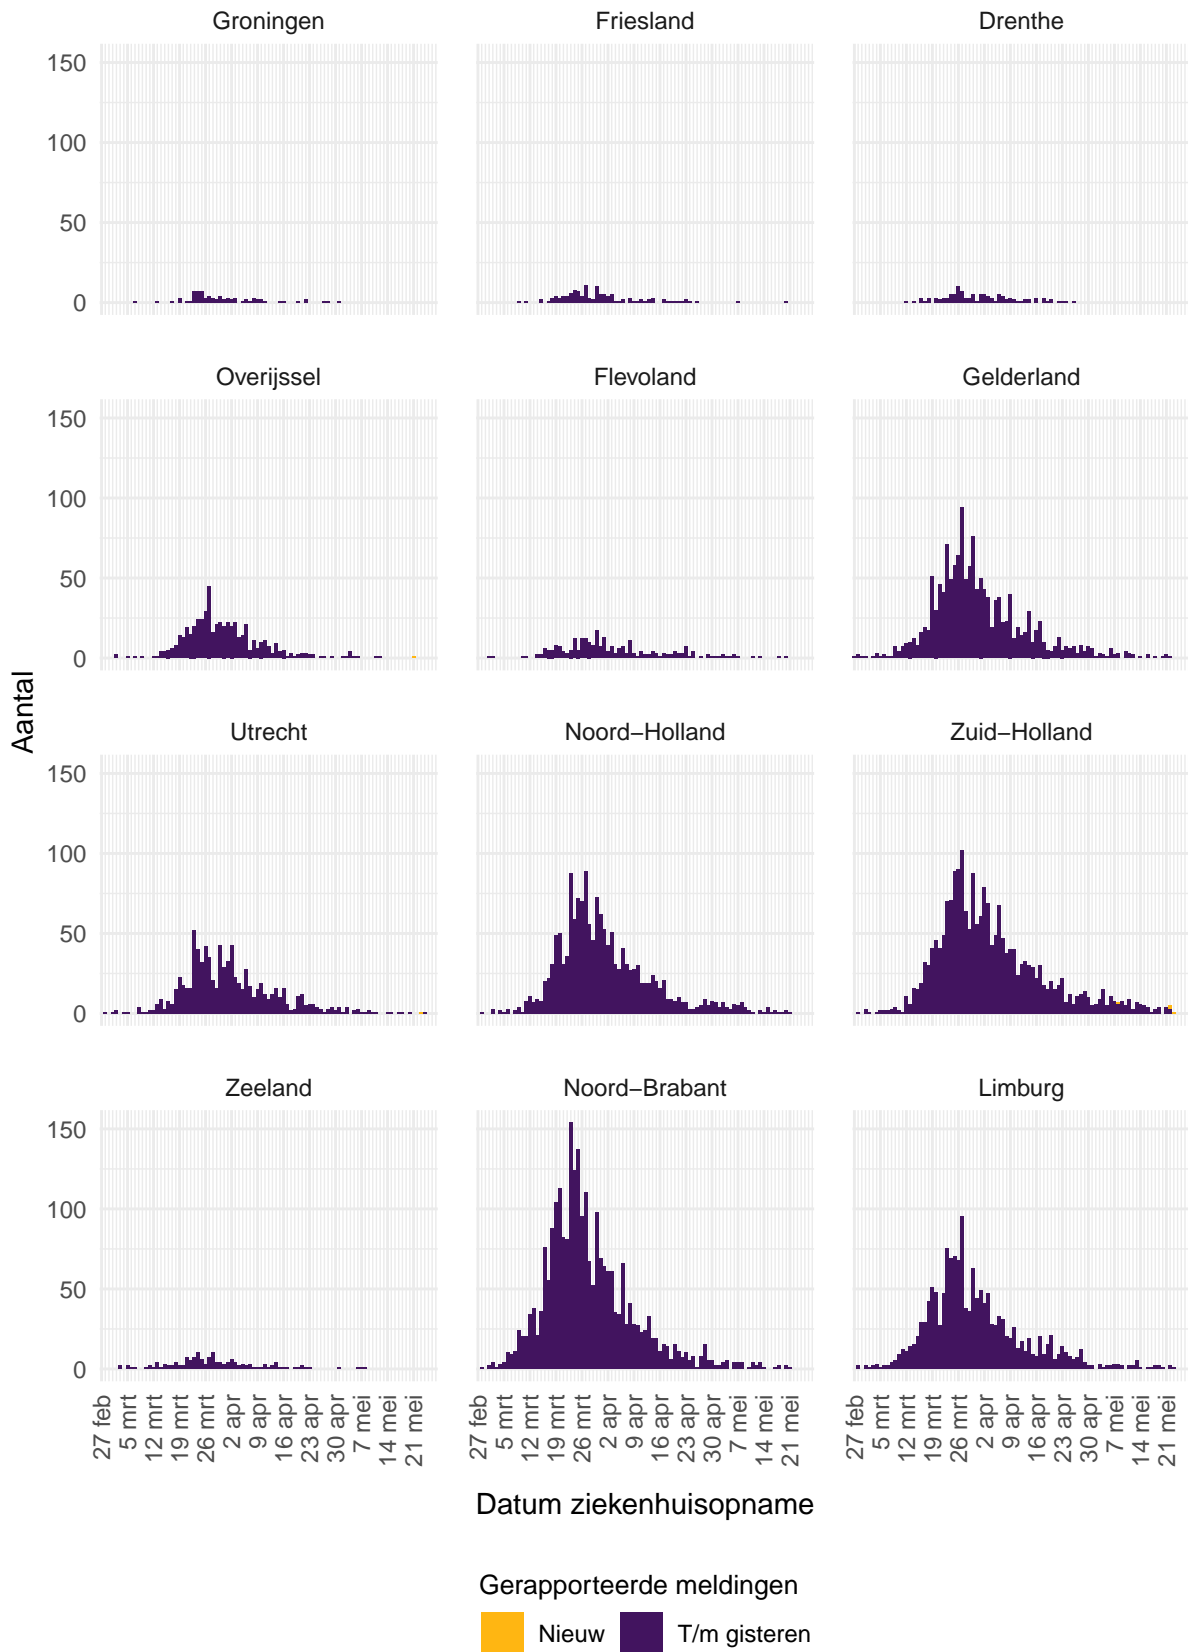 Groningen Friesland Drenthe
150
100
50
0
Overijssel Flevoland Gelderland
150
100
50
0
Aantal
Utrecht Noord−Holland Zuid−Holland
150
100
50
0
Zeeland Noord−Brabant Limburg
150
100
50
0
27 feb 5 mrt 12 mrt 19 mrt 26 mrt 2 apr 9 apr 16 apr 23 apr 30 apr 7 mei 14 mei 21 mei 27 feb 5 mrt 12 mrt 19 mrt 26 mrt 2 apr 9 apr 16 apr 23 apr 30 apr 7 mei 14 mei 21 mei 27 feb 5 mrt 12 mrt 19 mrt 26 mrt 2 apr 9 apr 16 apr 23 apr 30 apr 7 mei 14 mei 21 mei
Datum ziekenhuisopname
Gerapporteerde meldingen
Nieuw T/m gisteren